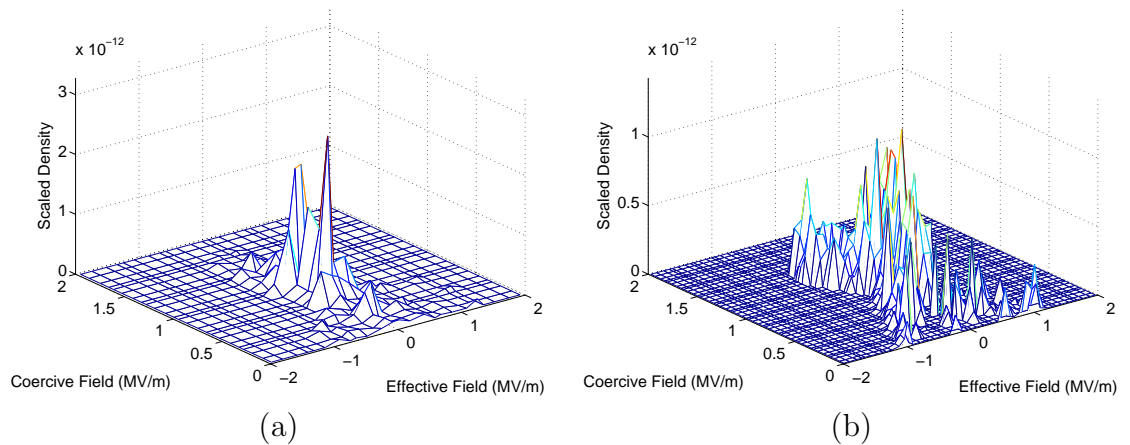 x 10⁻¹²
3
2
1
0
Scaled Density
2
1.5
1
0.5
0
Coercive Field (MV/m)
−2
−1
0
1
2
Effective Field (MV/m)
(a)
x 10⁻¹²
1
0.5
0
Scaled Density
2
1.5
1
0.5
0
Coercive Field (MV/m)
−2
−1
0
1
2
Effective Field (MV/m)
(b)